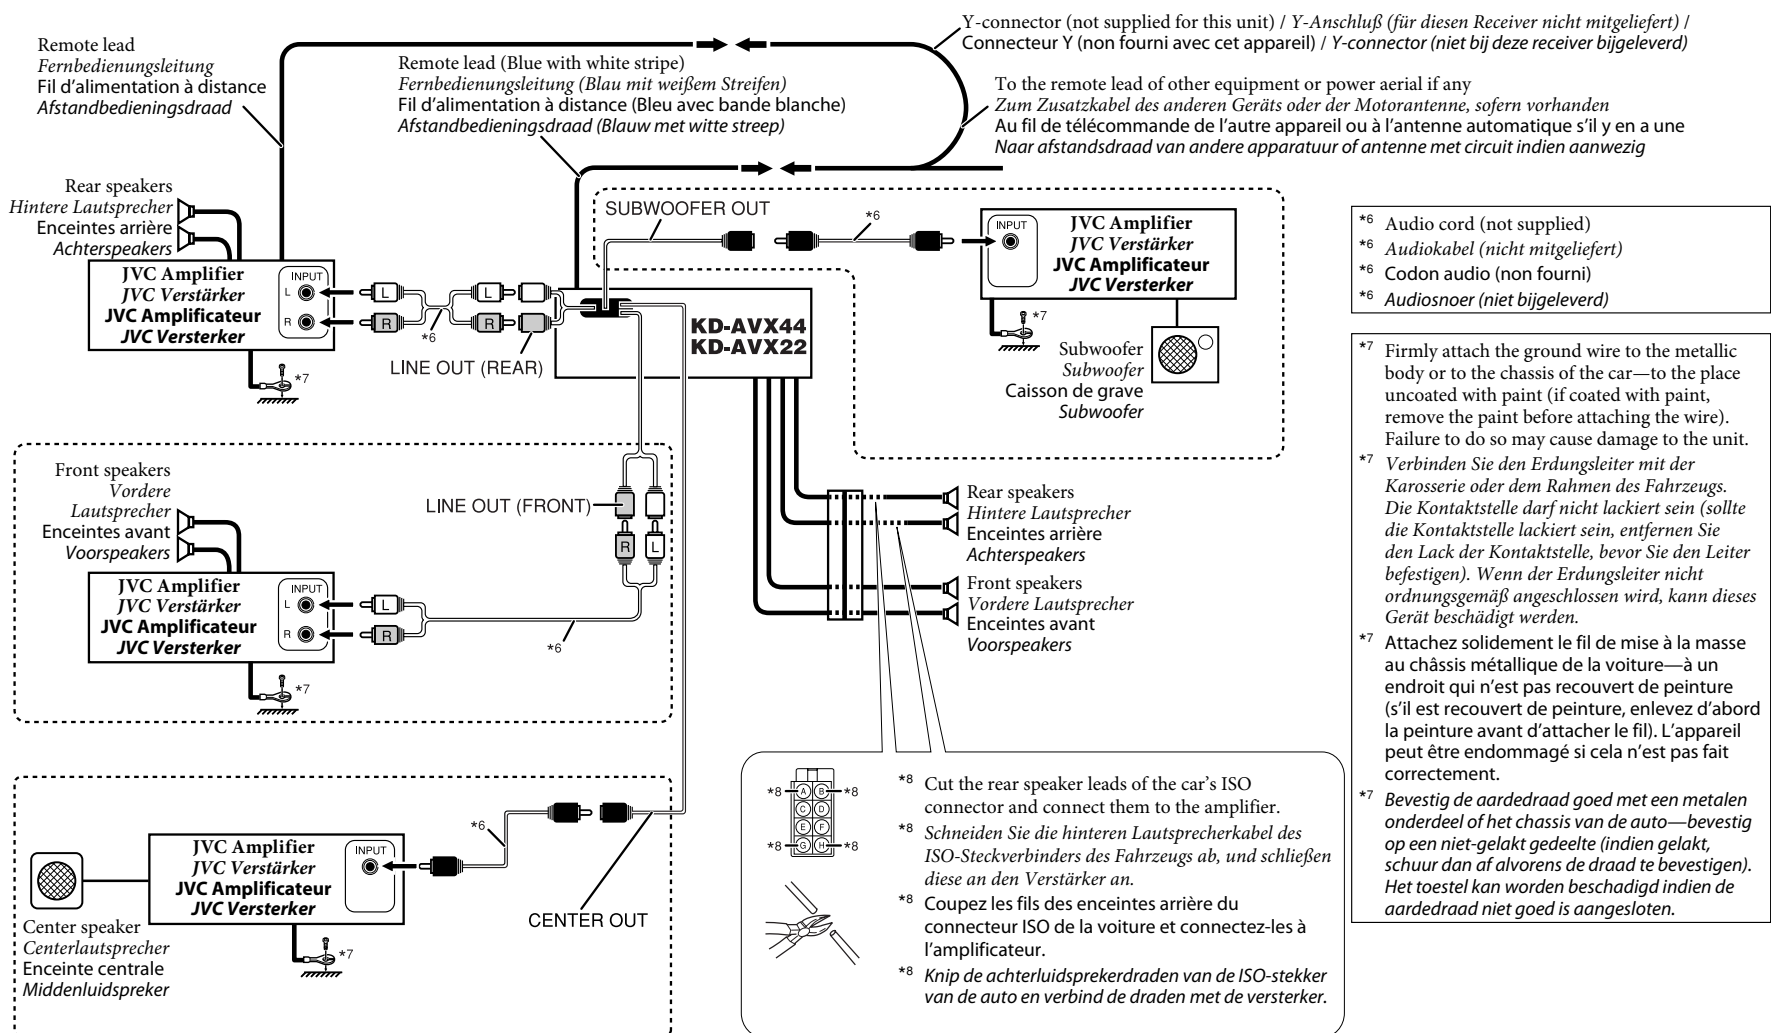 Remote lead
Fernbedienungsleitung
Fil d’alimentation à distance
Afstandbedieningsdraad
Remote lead (Blue with white stripe)
Fernbedienungsleitung (Blau mit weißem Streifen)
Fil d’alimentation à distance (Bleu avec bande blanche)
Afstandbedieningsdraad (Blauw met witte streep)
Y-connector (not supplied for this unit) / Y-Anschluß (für diesen Receiver nicht mitgeliefert) /
Connecteur Y (non fourni avec cet appareil) / Y-connector (niet bij deze receiver bijgeleverd)
To the remote lead of other equipment or power aerial if any
Zum Zusatzkabel des anderen Geräts oder der Motorantenne, sofern vorhanden
Au fil de télécommande de l’autre appareil ou à l’antenne automatique s’il y en a une
Naar afstandsdraad van andere apparatuur of antenne met circuit indien aanwezig
Rear speakers
Hintere Lautsprecher
Enceintes arrière
Achterspeakers
JVC Amplifier
JVC Verstärker
JVC Amplificateur
JVC Versterker
INPUT
L
R
L
R
L
R
*6
*7
LINE OUT (REAR)
SUBWOOFER OUT
*6
KD-AVX44
KD-AVX22
INPUT
JVC Amplifier
JVC Verstärker
JVC Amplificateur
JVC Versterker
*7
Subwoofer
Subwoofer
Caisson de grave
Subwoofer
Front speakers
Vordere
Lautsprecher
Enceintes avant
Voorspeakers
JVC Amplifier
JVC Verstärker
JVC Amplificateur
JVC Versterker
INPUT
L
R
L
R
*6
*7
LINE OUT (FRONT)
R
L
Rear speakers
Hintere Lautsprecher
Enceintes arrière
Achterspeakers
Front speakers
Vordere Lautsprecher
Enceintes avant
Voorspeakers
Center speaker
Centerlautsprecher
Enceinte centrale
Middenluidspreker
JVC Amplifier
JVC Verstärker
JVC Amplificateur
JVC Versterker
INPUT
*6
*7
CENTER OUT
*8 A B *8
C D
E F
*8 G H *8
*8 Cut the rear speaker leads of the car’s ISO
connector and connect them to the amplifier.
*8 Schneiden Sie die hinteren Lautsprecherkabel des
ISO-Steckverbinders des Fahrzeugs ab, und schließen
diese an den Verstärker an.
*8 Coupez les fils des enceintes arrière du
connecteur ISO de la voiture et connectez-les à
l’amplificateur.
*8 Knip de achterluidsprekerdraden van de ISO-stekker
van de auto en verbind de draden met de versterker.
*6 Audio cord (not supplied)
*6 Audiokabel (nicht mitgeliefert)
*6 Codon audio (non fourni)
*6 Audiosnoer (niet bijgeleverd)
*7 Firmly attach the ground wire to the metallic
body or to the chassis of the car—to the place
uncoated with paint (if coated with paint,
remove the paint before attaching the wire).
Failure to do so may cause damage to the unit.
*7 Verbinden Sie den Erdungsleiter mit der
Karosserie oder dem Rahmen des Fahrzeugs.
Die Kontaktstelle darf nicht lackiert sein (sollte
die Kontaktstelle lackiert sein, entfernen Sie
den Lack der Kontaktstelle, bevor Sie den Leiter
befestigen). Wenn der Erdungsleiter nicht
ordnungsgemäß angeschlossen wird, kann dieses
Gerät beschädigt werden.
*7 Attachez solidement le fil de mise à la masse
au châssis métallique de la voiture—à un
endroit qui n’est pas recouvert de peinture
(s’il est recouvert de peinture, enlevez d’abord
la peinture avant d’attacher le fil). L’appareil
peut être endommagé si cela n’est pas fait
correctement.
*7 Bevestig de aardedraad goed met een metalen
onderdeel of het chassis van de auto—bevestig
op een niet-gelakt gedeelte (indien gelakt,
schuur dan af alvorens de draad te bevestigen).
Het toestel kan worden beschadigd indien de
aardedraad niet goed is aangesloten.